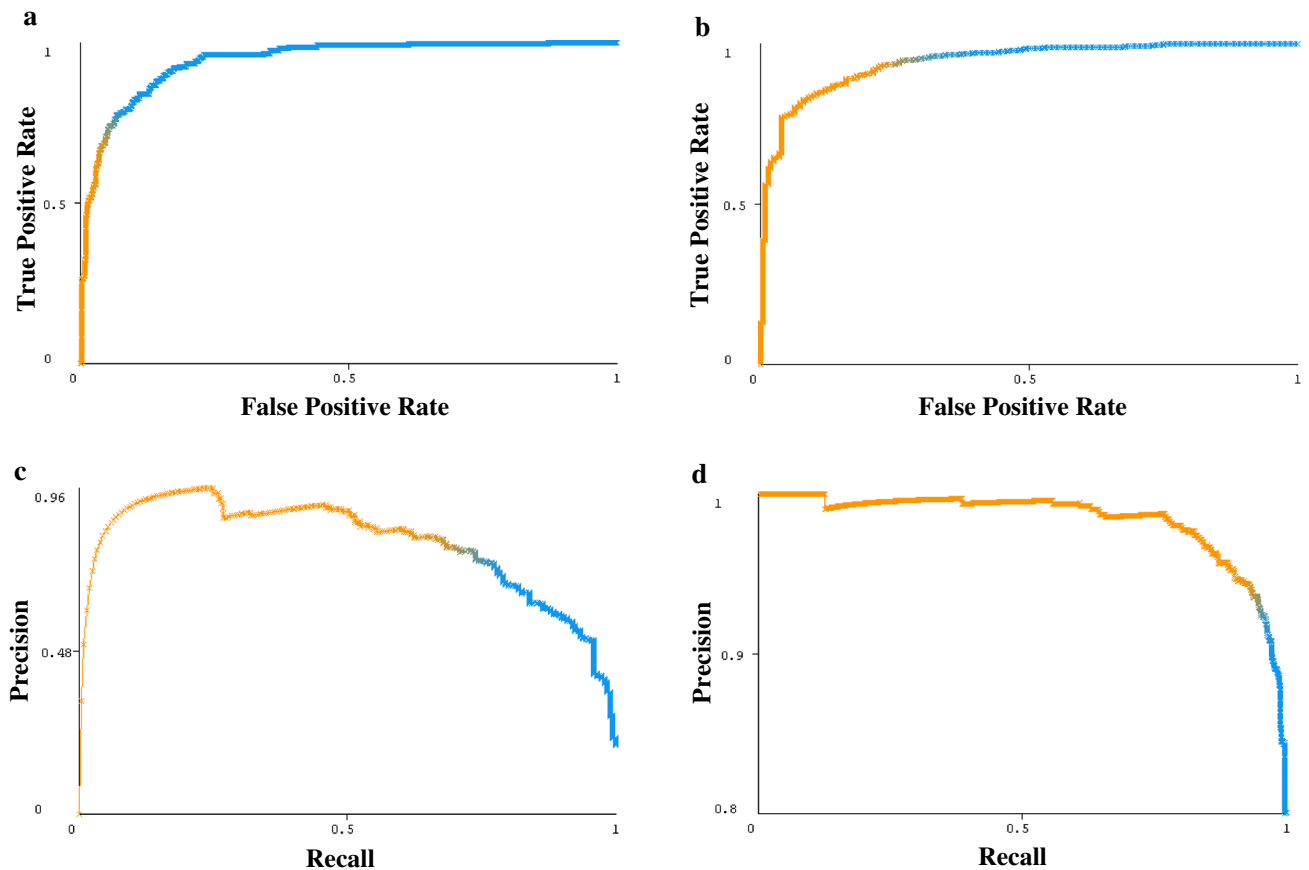 a
1
True Positive Rate
0.5
0
0
0.5
1
False Positive Rate
b
1
True Positive Rate
0.5
0
0
0.5
1
False Positive Rate
c
0.96
Precision
0.48
0
0
0.5
1
Recall
d
1
Precision
0.9
0.8
0
0.5
1
Recall